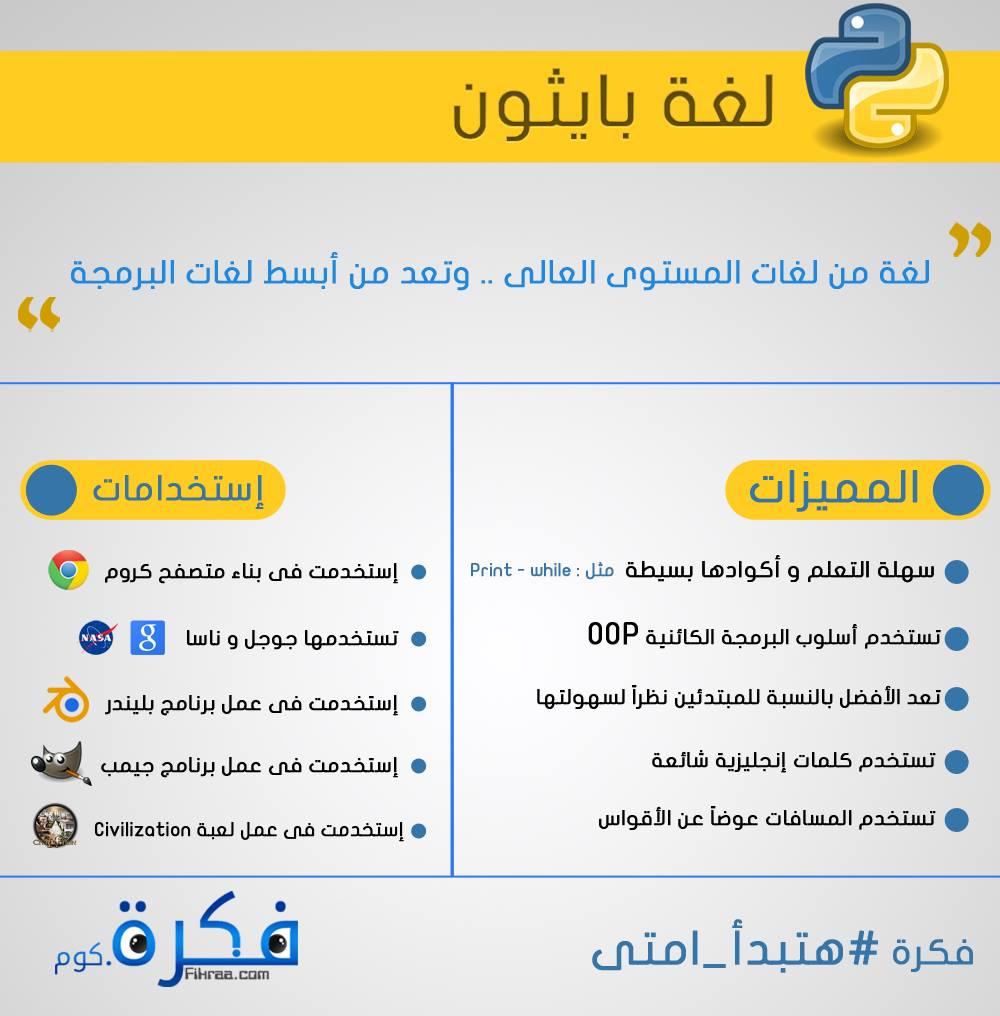 لغة بايثون
”
لغة من لغات المستوى العالى .. وتعد من أبسط لغات البرمجة
“
المميزات
سهلة التعلم و أكوادها بسيطة مثل : Print - while
تستخدم أسلوب البرمجة الكائنية OOP
تعد الأفضل بالنسبة للمبتدئين نظراً لسهولتها
تستخدم كلمات إنجليزية شائعة
تستخدم المسافات عوضاً عن الأقواس
إستخدامات
إستخدمت فى بناء متصفح كروم
تستخدمها جوجل و ناسا g NASA
إستخدمت فى عمل برنامج بليندر
إستخدمت فى عمل برنامج جيمب
إستخدمت فى عمل لعبة Civilization
فكرة #هتبدأ_امتى
فكرة.كوم
Fihraa.com